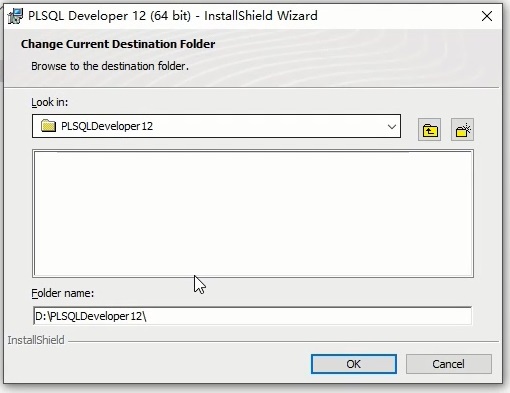 PLSQL Developer 12 (64 bit) - InstallShield Wizard
Change Current Destination Folder
Browse to the destination folder.
Look in:
PLSQLDeveloper12
Folder name:
D:\PLSQLDeveloper12\
InstallShield
OK
Cancel